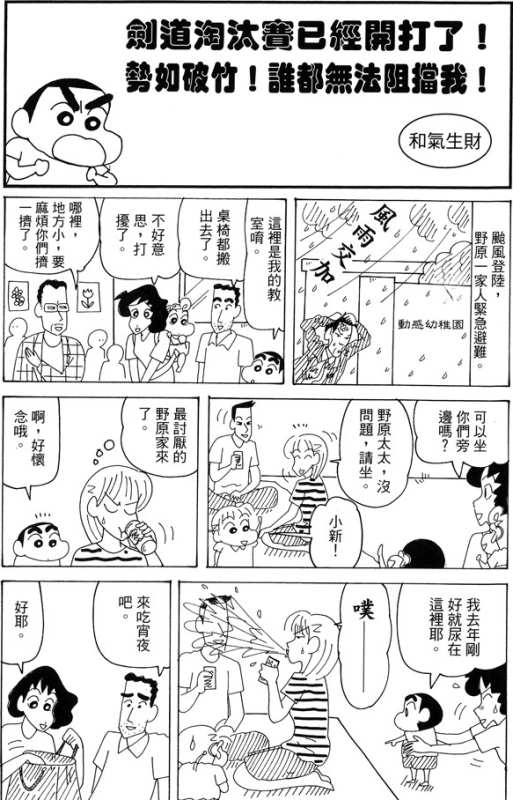 劍道淘汰賽已經開打了！
勢如破竹！誰都無法阻擋我！
和氣生財
颱風登陸，
野原一家人緊急避難。
風雨交加
動感幼稚園
這裡是我的教
室唷。
桌椅都搬
出去了。
不好意
思，打
擾了。
哪裡，
地方小，要
麻煩你們擠
一擠了。
可以坐
你們旁
邊嗎？
野原太太，沒
問題，請坐。
小新！
最討厭的
野原家來
了。
啊，好懷
念哦。
我去年剛
好就尿在
這裡耶。
噗
來吃宵夜
吧。
好耶。